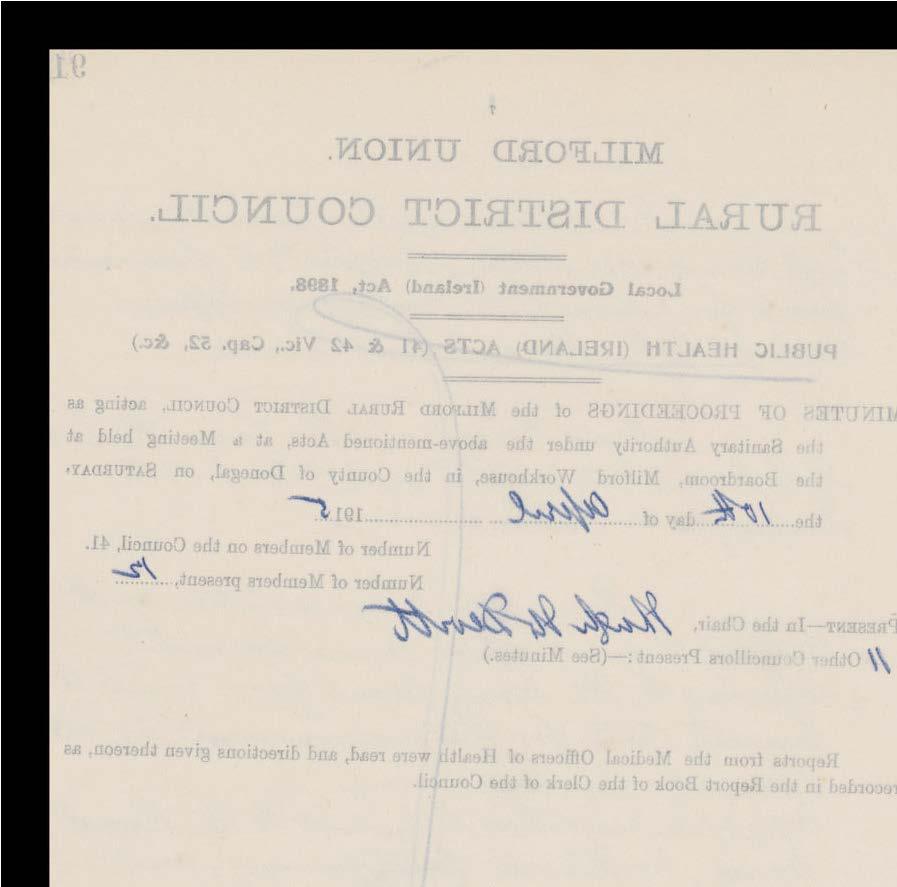 91
MILFORD UNION.
RURAL DISTRICT COUNCIL.
Local Government (Ireland) Act, 1898.
PUBLIC HEALTH (IRELAND) ACTS (41 & 42 Vic., Cap. 52, &c.)
MINUTES OF PROCEEDINGS of the MILFORD RURAL DISTRICT COUNCIL, acting as
the Sanitary Authority under the above-mentioned Acts, at a Meeting held at
the Boardroom, Milford Workhouse, in the County of Donegal, on SATURDAY,
the 10th day of April 1915.
Number of Members on the Council, 41.
Number of Members present, 12
PRESENT—In the Chair, Hugh McDevitt
11 Other Councillors Present:—(See Minutes.)
Reports from the Medical Officers of Health were read, and directions given thereon, as
recorded in the Report Book of the Clerk of the Council.